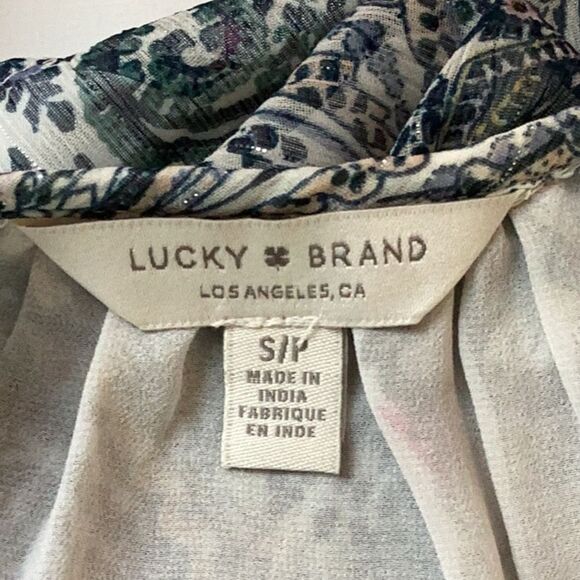 LUCKY BRAND
LOS ANGELES, CA
S/P
MADE IN
INDIA
FABRIQUE
EN INDE